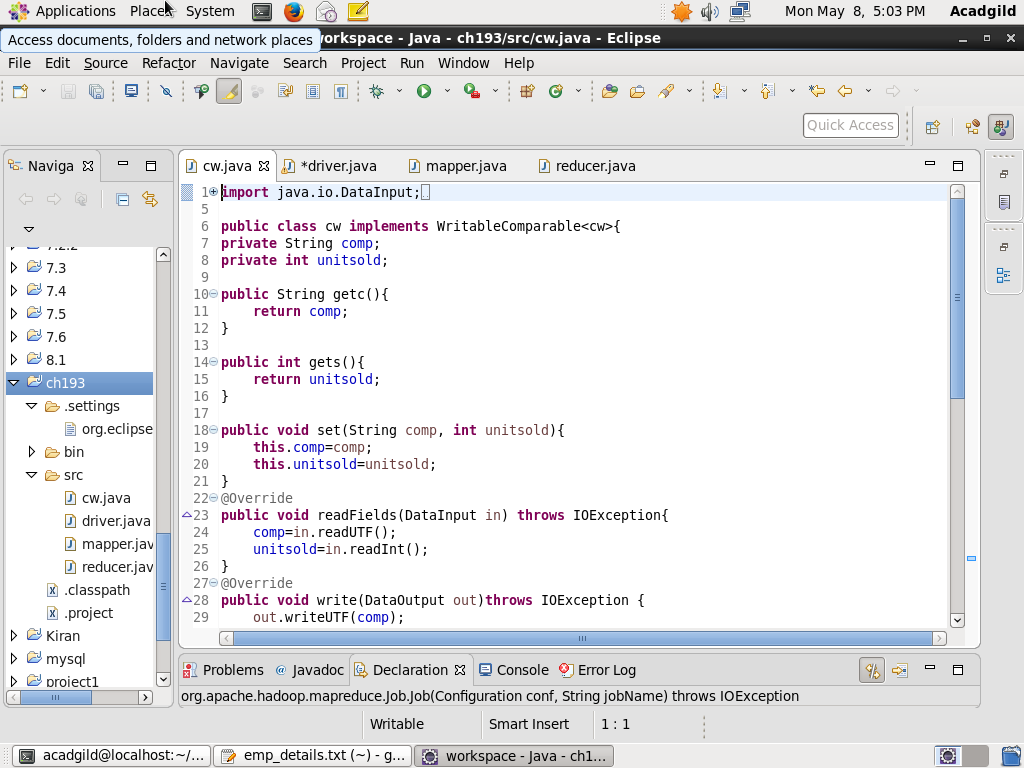 Applications Places System Mon May 8, 5:03 PM Acadgild
Access documents, folders and network places
workspace - Java - ch193/src/cw.java - Eclipse
File Edit Source Refactor Navigate Search Project Run Window Help
Quick Access
Naviga
cw.java *driver.java mapper.java reducer.java
7.2.2
7.3
7.4
7.5
7.6
8.1
ch193
.settings
org.eclipse
bin
src
cw.java
driver.java
mapper.jav
reducer.jav
.classpath
.project
Kiran
mysql
project1
1 import java.io.DataInput;
5
6 public class cw implements WritableComparable<cw>{
7 private String comp;
8 private int unitsold;
9
10 public String getc(){
11 return comp;
12 }
13
14 public int gets(){
15 return unitsold;
16 }
17
18 public void set(String comp, int unitsold){
19 this.comp=comp;
20 this.unitsold=unitsold;
21 }
22 @Override
23 public void readFields(DataInput in) throws IOException{
24 comp=in.readUTF();
25 unitsold=in.readInt();
26 }
27 @Override
28 public void write(DataOutput out)throws IOException {
29 out.writeUTF(comp);
Problems Javadoc Declaration Console Error Log
org.apache.hadoop.mapreduce.Job.Job(Configuration conf, String jobName) throws IOException
Writable Smart Insert 1 : 1
acadgild@localhost:~/... emp_details.txt (~) - g... workspace - Java - ch1...